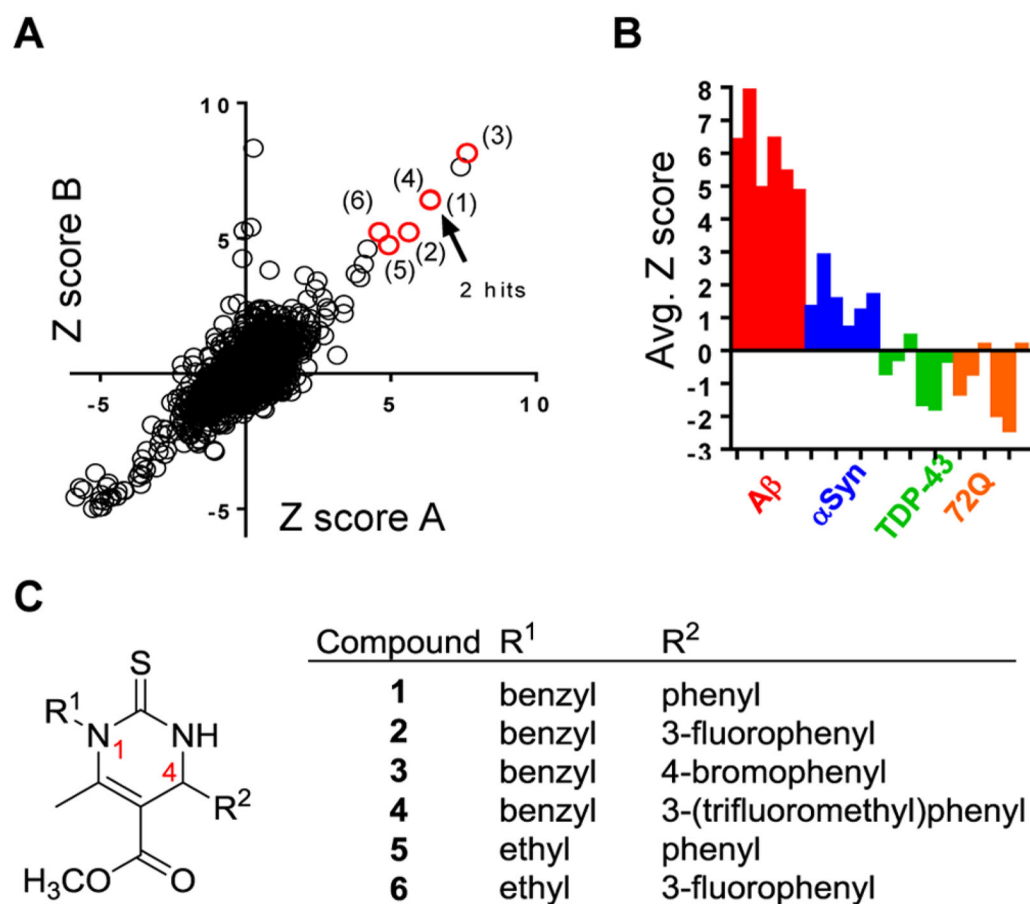 A
10
Z score B
(3)
(4)
(6)
(1)
5
(5)
(2)
2 hits
-5
5
10
-5
Z score A
B
8
7
6
5
4
3
2
1
0
-1
-2
-3
Avg. Z score
Aβ
αSyn
TDP-43
72Q
C
S
R1
N
NH
1
4
R2
H3CO
O
Compound R1 R2
1 benzyl phenyl
2 benzyl 3-fluorophenyl
3 benzyl 4-bromophenyl
4 benzyl 3-(trifluoromethyl)phenyl
5 ethyl phenyl
6 ethyl 3-fluorophenyl